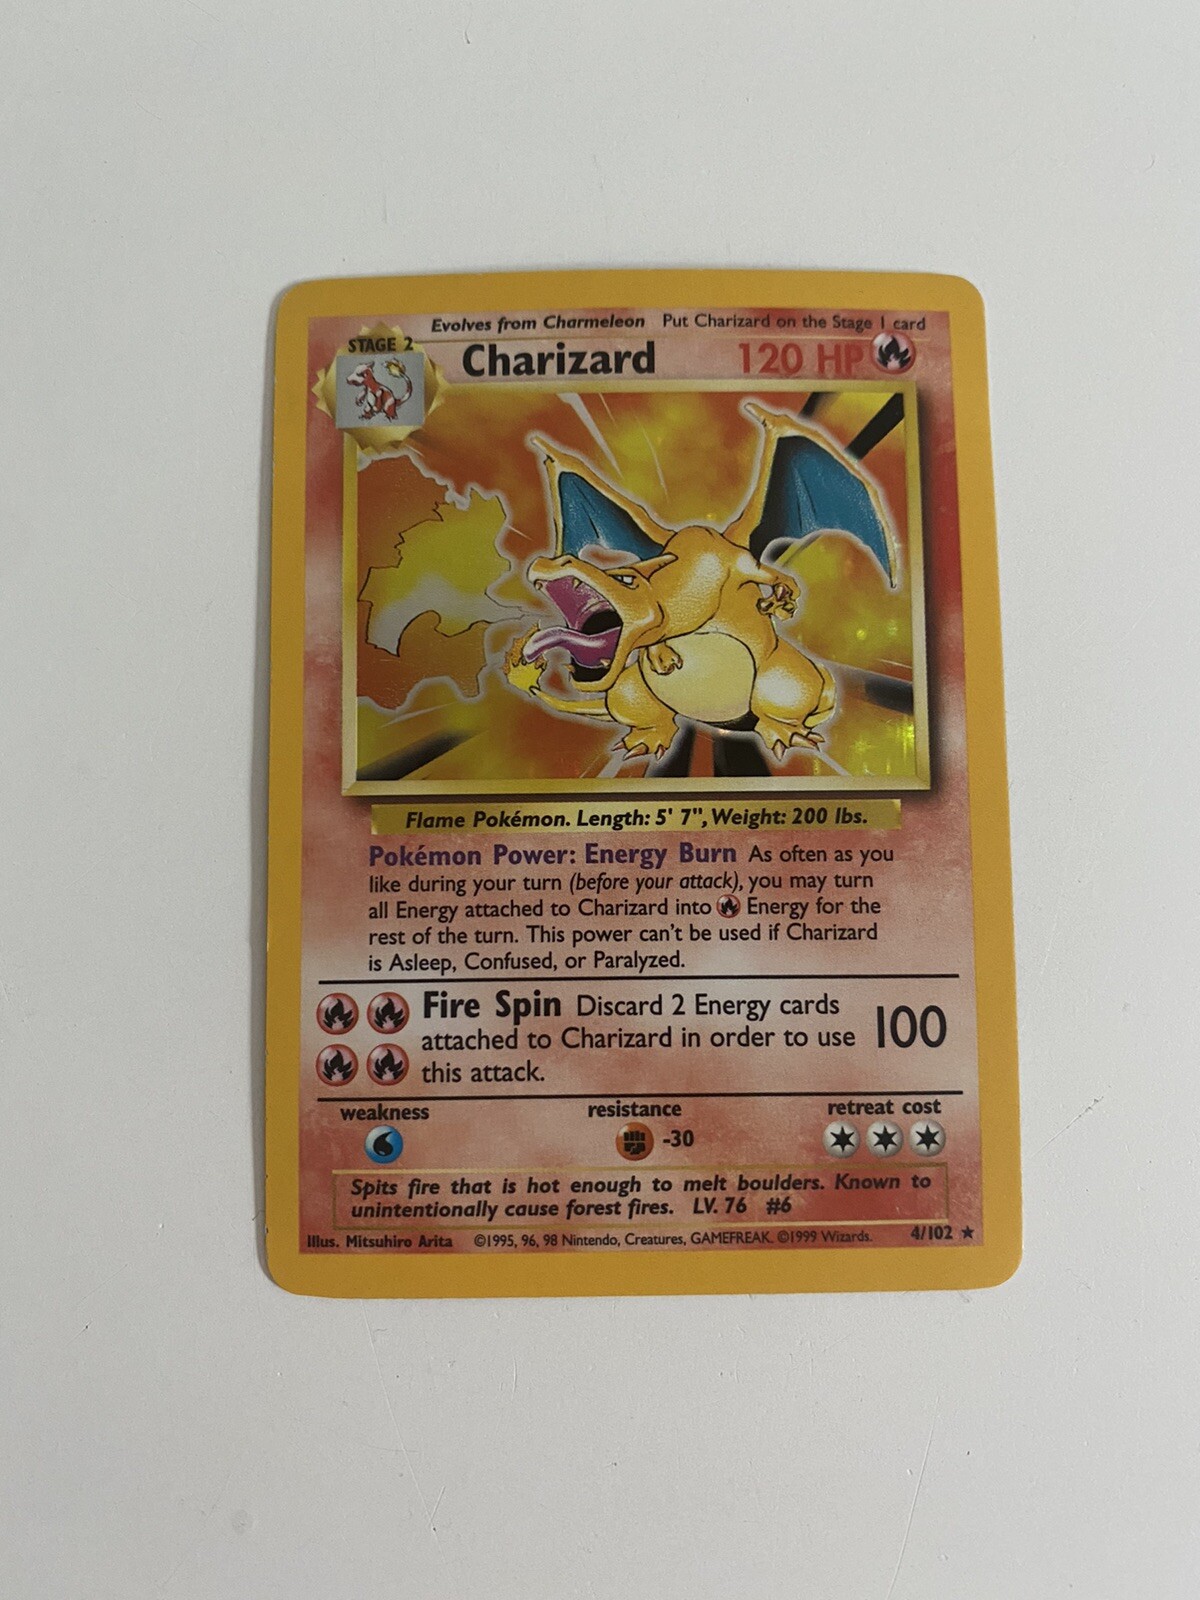 Evolves from Charmeleon Put Charizard on the Stage 1 card
STAGE 2
Charizard 120 HP
Flame Pokémon. Length: 5' 7", Weight: 200 lbs.
Pokémon Power: Energy Burn As often as you
like during your turn (before your attack), you may turn
all Energy attached to Charizard into Energy for the
rest of the turn. This power can't be used if Charizard
is Asleep, Confused, or Paralyzed.
Fire Spin Discard 2 Energy cards
attached to Charizard in order to use 100
this attack.
weakness resistance retreat cost
-30
Spits fire that is hot enough to melt boulders. Known to
unintentionally cause forest fires. LV. 76 #6
Illus. Mitsuhiro Arita ©1995, 96, 98 Nintendo, Creatures, GAMEFREAK. ©1999 Wizards. 4/102 ★